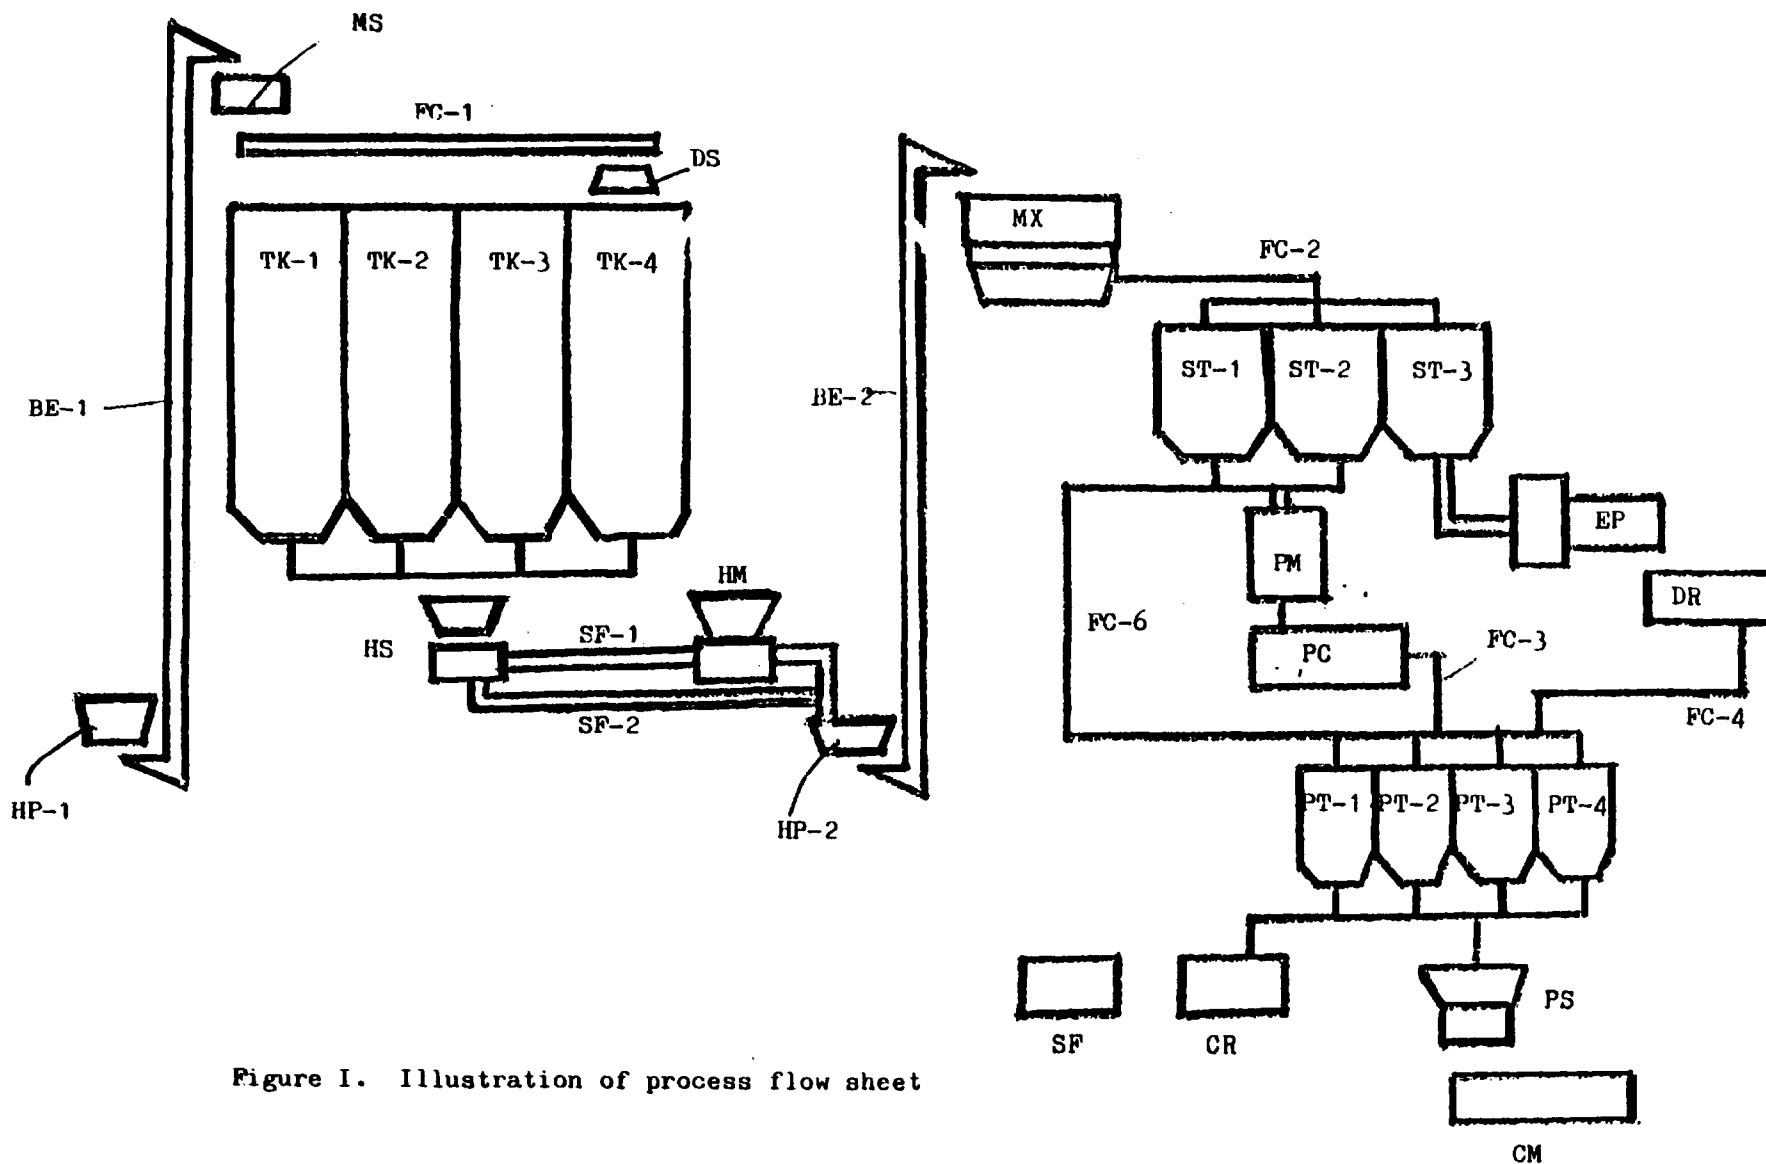 MS
FC-1
DS
TK-1 TK-2 TK-3 TK-4
BE-1
HS
HM
SF-1
SF-2
HP-1
HP-2
BE-2
MX
FC-2
ST-1 ST-2 ST-3
EP
PM
DR
FC-6
PC
FC-3
FC-4
PT-1 PT-2 PT-3 PT-4
SF
CR
PS
CM
Figure I. Illustration of process flow sheet